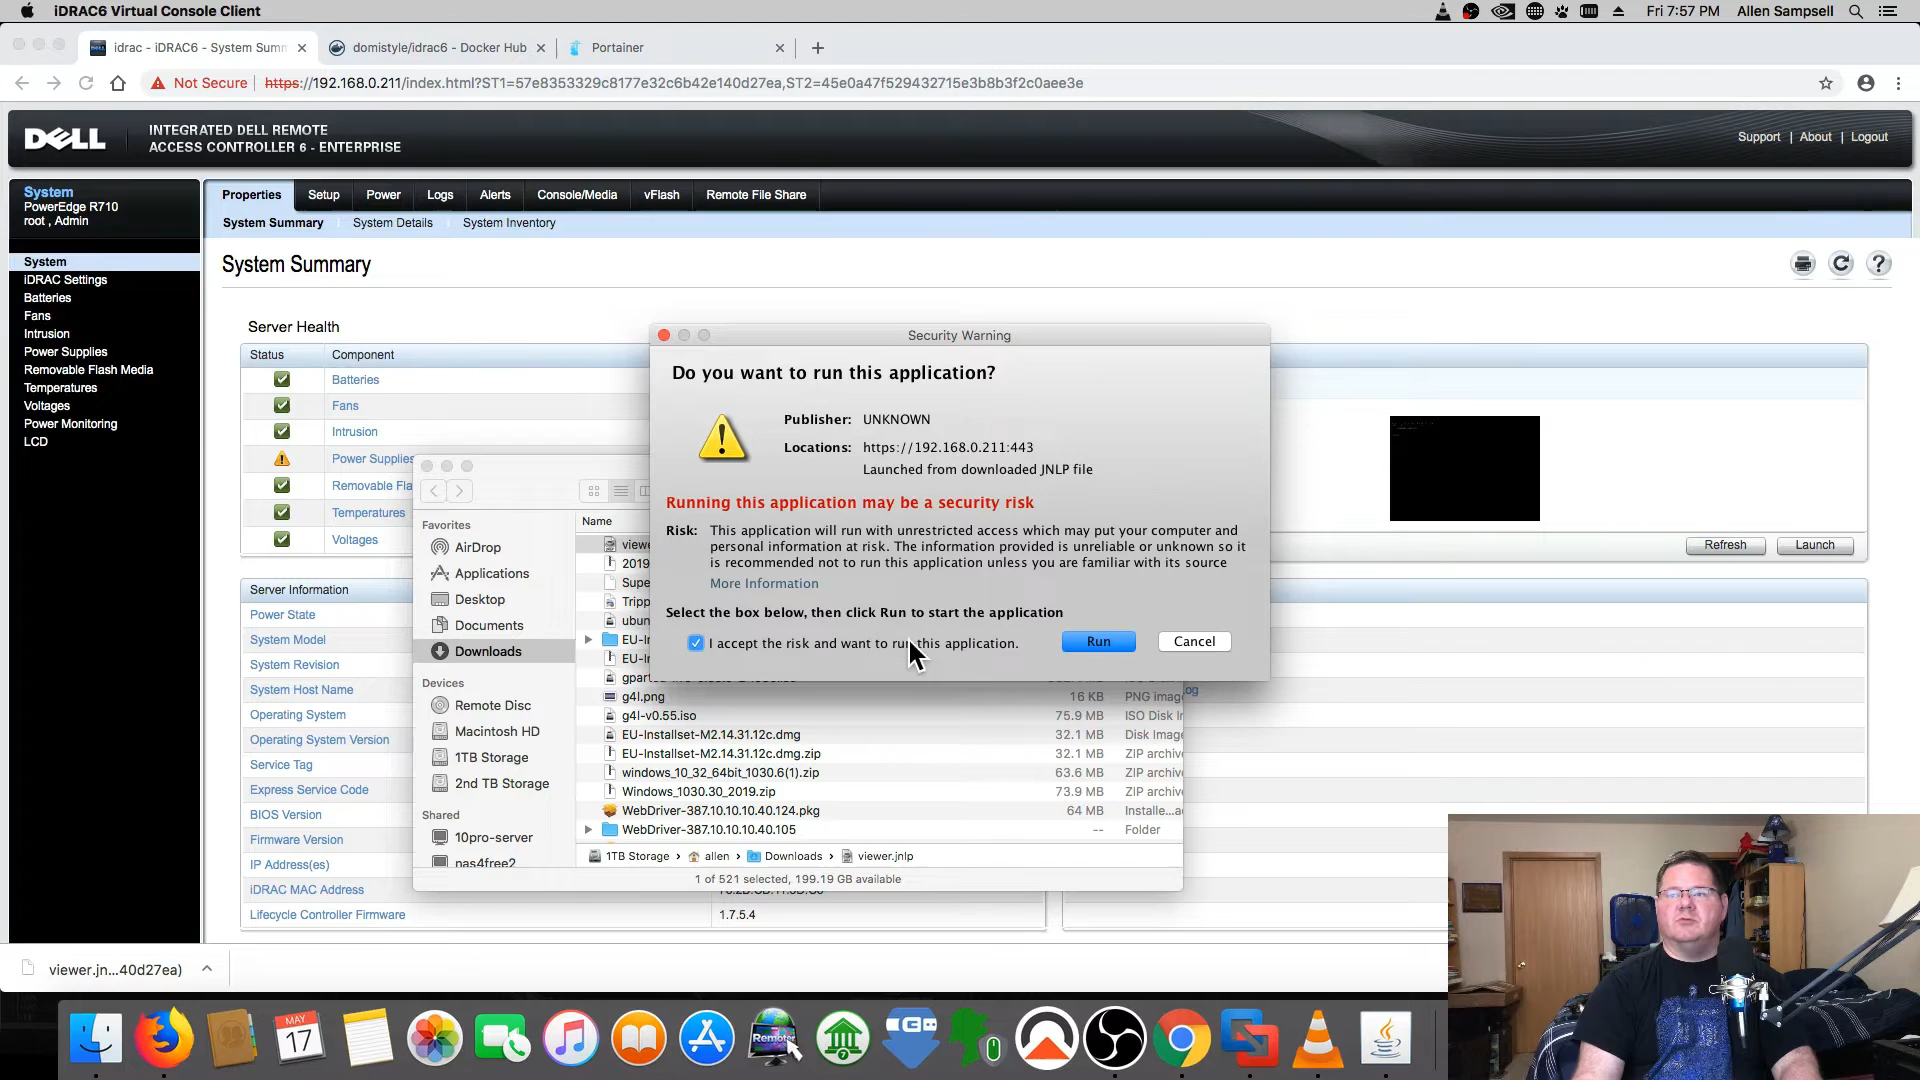 iDRAC6 Virtual Console Client
Fri 7:57 PM Allen Sampsell
idrac - iDRAC6 - System Summ
domistyle/idrac6 - Docker Hub
Portainer
Not Secure https://192.168.0.211/index.html?ST1=57e8353329c8177e32c6b42e140d27ea,ST2=45e0a47f529432715e3b8b3f2c0aee3e
DELL
INTEGRATED DELL REMOTE
ACCESS CONTROLLER 6 - ENTERPRISE
Support | About | Logout
System
PowerEdge R710
root , Admin
Properties Setup Power Logs Alerts Console/Media vFlash Remote File Share
System Summary System Details System Inventory
System
iDRAC Settings
Batteries
Fans
Intrusion
Power Supplies
Removable Flash Media
Temperatures
Voltages
Power Monitoring
LCD
System Summary
Server Health
Status Component
Batteries
Fans
Intrusion
Power Supplies
Removable Fla
Temperatures
Voltages
Refresh Launch
Server Information
Power State
System Model
System Revision
System Host Name
Operating System
Operating System Version
Service Tag
Express Service Code
BIOS Version
Firmware Version
IP Address(es)
iDRAC MAC Address
Lifecycle Controller Firmware 1.7.5.4
Security Warning
Do you want to run this application?
Publisher: UNKNOWN
Locations: https://192.168.0.211:443
Launched from downloaded JNLP file
Running this application may be a security risk
Risk: This application will run with unrestricted access which may put your computer and
personal information at risk. The information provided is unreliable or unknown so it
is recommended not to run this application unless you are familiar with its source
More Information
Select the box below, then click Run to start the application
I accept the risk and want to run this application. Run Cancel
Favorites
AirDrop
Applications
Desktop
Documents
Downloads
Devices
Remote Disc
Macintosh HD
1TB Storage
2nd TB Storage
Shared
10pro-server
nas4free2
Name
viewe
2019
Supe
Tripp
ubun
EU-I
EU-I
g4l.png 16 KB PNG imag
g4l-v0.55.iso 75.9 MB ISO Disk Ir
EU-Installset-M2.14.31.12c.dmg 32.1 MB Disk Image
EU-Installset-M2.14.31.12c.dmg.zip 32.1 MB ZIP archiv
windows_10_32_64bit_1030.6(1).zip 63.6 MB ZIP archiv
Windows_1030.30_2019.zip 73.9 MB ZIP archiv
WebDriver-387.10.10.10.40.124.pkg 64 MB Installe...a
WebDriver-387.10.10.10.40.105 -- Folder
1TB Storage › allen › Downloads › viewer.jnlp
1 of 521 selected, 199.19 GB available
og
viewer.jn...40d27ea)
MAY
17
Remoter